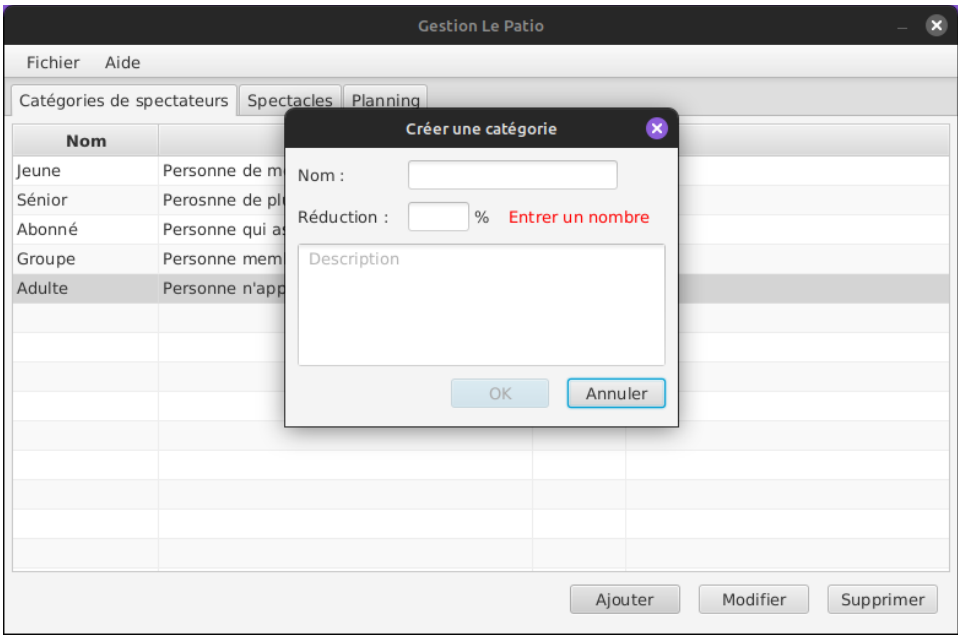 Gestion Le Patio
Fichier Aide
Catégories de spectateurs Spectacles Planning
Créer une catégorie
Nom
Nom :
Jeune Personne de m
Réduction : % Entrer un nombre
Sénior Perosnne de pl
Abonné Personne qui a
Description
Groupe Personne mem
Adulte Personne n'app
OK Annuler
Ajouter Modifier Supprimer